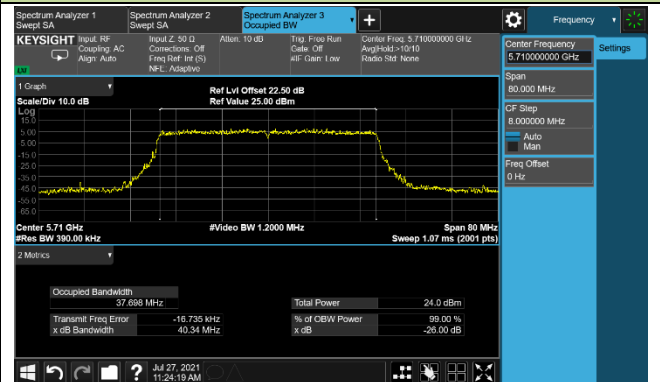 Spectrum Analyzer 1
Swept SA
Spectrum Analyzer 2
Swept SA
Spectrum Analyzer 3
Occupied BW
+
Frequency
KEYSIGHT
Input: RF
Coupling: AC
Align: Auto
Input Z: 50 Ω
Corrections: Off
Freq Ref: Int (S)
NFE: Adaptive
Atten: 10 dB
Trig: Free Run
Gate: Off
#IF Gain: Low
Center Freq: 5.710000000 GHz
Avg|Hold:>10/10
Radio Std: None
Center Frequency
5.710000000 GHz
Settings
Span
80.000 MHz
CF Step
8.000000 MHz
Auto
Man
Freq Offset
0 Hz
1 Graph
Scale/Div 10.0 dB
Ref Lvl Offset 22.50 dB
Ref Value 25.00 dBm
Log
15.0
5.00
-5.00
-15.0
-25.0
-35.0
-45.0
-55.0
-65.0
Center 5.71 GHz
#Res BW 390.00 kHz
#Video BW 1.2000 MHz
Span 80 MHz
Sweep 1.07 ms (2001 pts)
2 Metrics
Occupied Bandwidth
37.698 MHz
Total Power 24.0 dBm
Transmit Freq Error -16.735 kHz
% of OBW Power 99.00 %
x dB Bandwidth 40.34 MHz
x dB -26.00 dB
?
Jul 27, 2021
11:24:19 AM